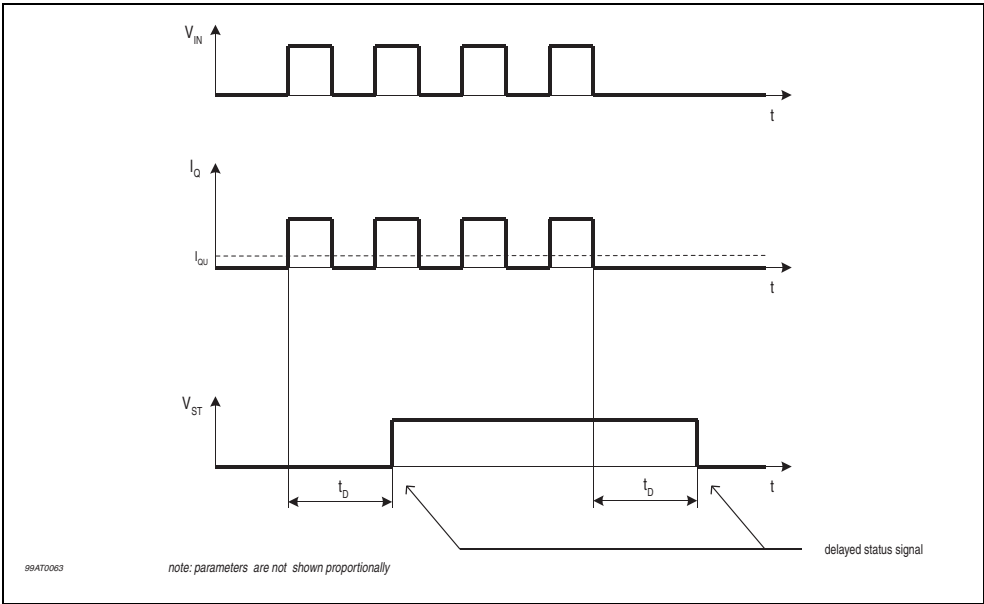 V_IN
t
I_Q
I_QU
t
V_ST
t_D
t_D
t
delayed status signal
99AT0063
note: parameters are not shown proportionally